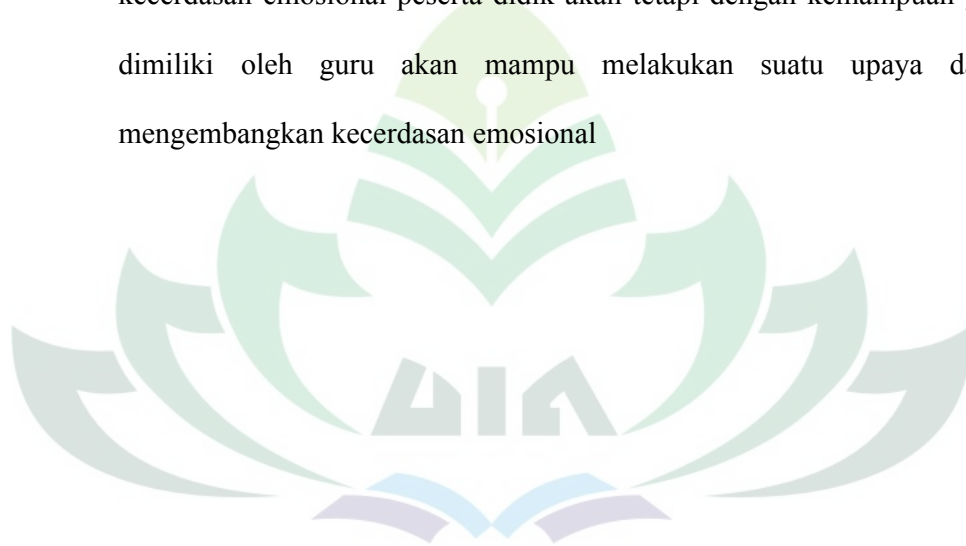 kecerdasan emosional peserta didik akan tetapi dengan kemampuan
dimiliki oleh guru akan mampu melakukan suatu upaya
mengembangkan kecerdasan emosional
UIN